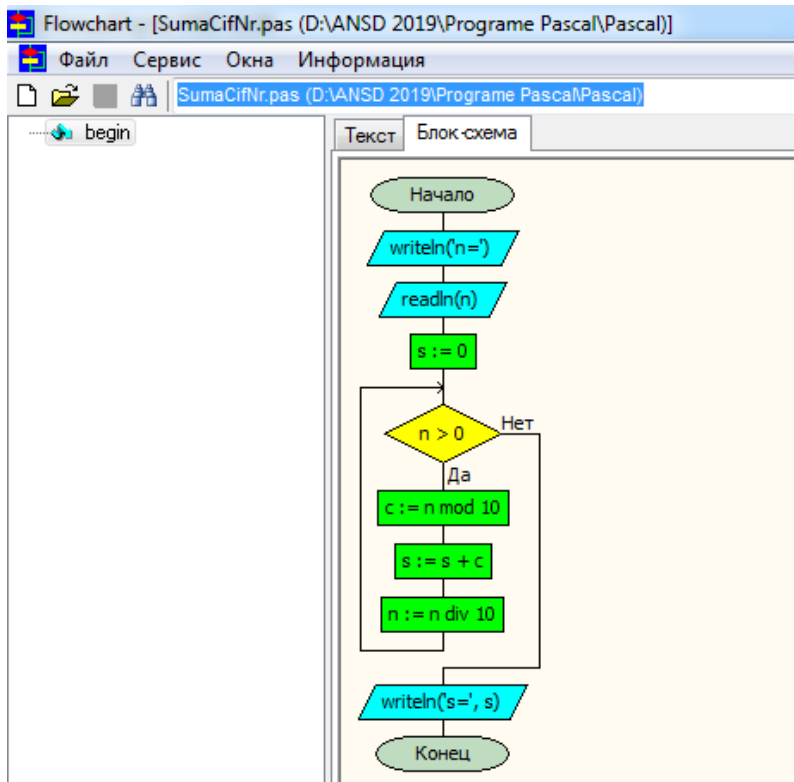 Flowchart - [SumaCifNr.pas (D:\ANSD 2019\Programe Pascal\Pascal)]
Файл Сервис Окна Информация
SumaCifNr.pas (D:\ANSD 2019\Programe Pascal\Pascal)
begin
Текст Блок-схема
Начало
writeln('n=')
readln(n)
s := 0
n > 0
Нет
Да
c := n mod 10
s := s + c
n := n div 10
writeln('s=', s)
Конец